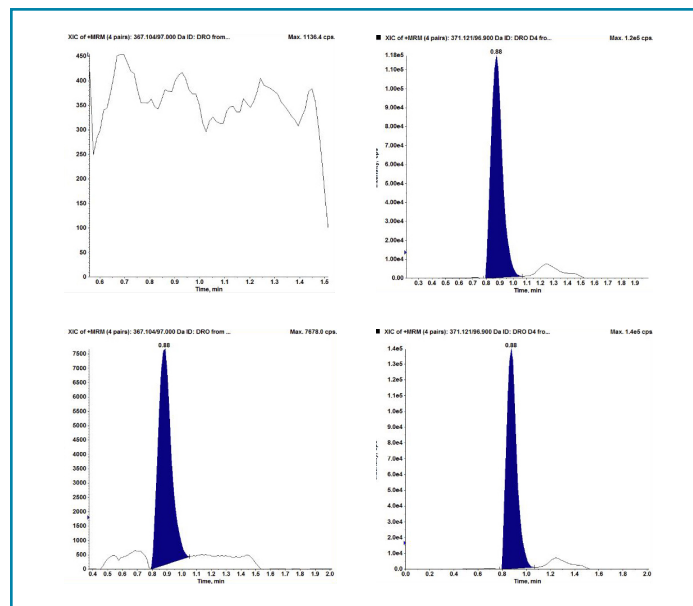 XIC of +MRM (4 pairs): 367.104/97.000 Da ID: DRO from... Max. 1136.4 cps.
450
400
350
300
250
200
150
100
50
0
0.6 0.7 0.8 0.9 1.0 1.1 1.2 1.3 1.4 1.5
Time, min
XIC of +MRM (4 pairs): 371.121/96.900 Da ID: DRO D4 fro... Max. 1.2e5 cps
0.88
1.18e5
1.00e5
9.00e4
8.00e4
7.00e4
6.00e4
5.00e4
4.00e4
3.00e4
2.00e4
1.00e4
0.00
0.3 0.4 0.5 0.6 0.7 0.8 0.9 1.0 1.1 1.2 1.3 1.4 1.5 1.6 1.7 1.8 1.9
Time, min
XIC of +MRM (4 pairs): 367.104/97.000 Da ID: DRO from ... Max. 7678.0 cps.
0.88
7500
7000
6500
6000
5500
5000
4500
4000
3500
3000
2500
2000
1500
1000
500
0
0.4 0.5 0.6 0.7 0.8 0.9 1.0 1.1 1.2 1.3 1.4 1.5 1.6 1.7 1.8 1.9 2.0
Time, min
XIC of +MRM (4 pairs): 371.121/96.900 Da ID: DRO D4 fro... Max. 1.4e5 cps
0.88
1.4e5
1.3e5
1.2e5
1.1e5
1.0e5
9.0e4
8.0e4
7.0e4
6.0e4
5.0e4
4.0e4
3.0e4
2.0e4
1.0e4
0.0
0.0 0.2 0.4 0.6 0.8 1.0 1.2 1.4 1.6 1.8 2.0
Time, min